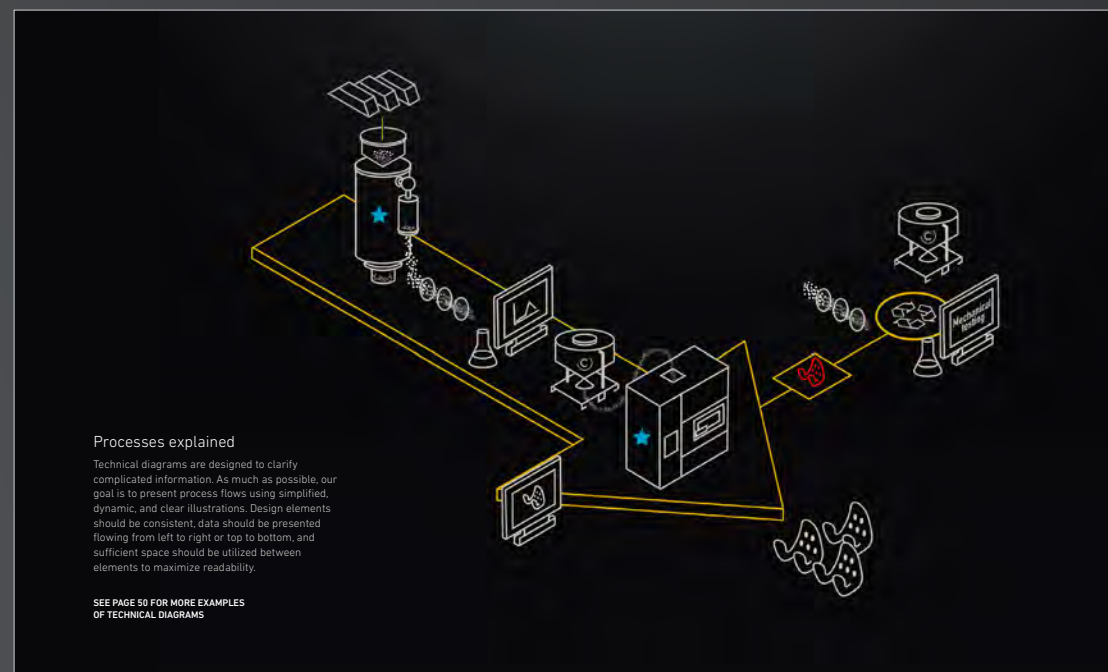 C
Mechanical
testing
C
Processes explained
Technical diagrams are designed to clarify
complicated information. As much as possible, our
goal is to present process flows using simplified,
dynamic, and clear illustrations. Design elements
should be consistent, data should be presented
flowing from left to right or top to bottom, and
sufficient space should be utilized between
elements to maximize readability.
SEE PAGE 50 FOR MORE EXAMPLES
OF TECHNICAL DIAGRAMS